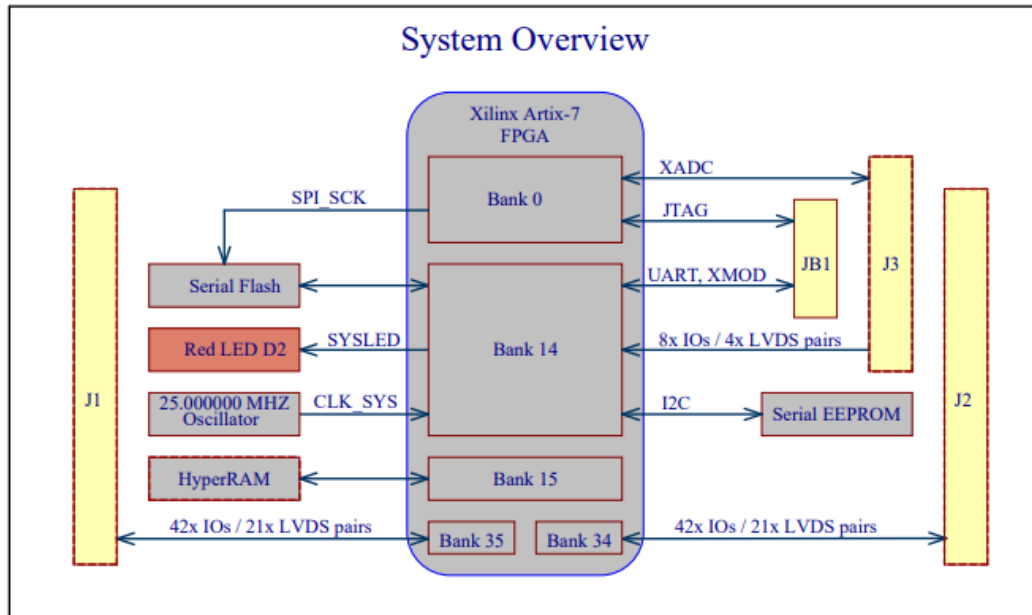 System Overview
Xilinx Artix-7
FPGA
XADC
SPI_SCK
Bank 0
JTAG
JB1
J3
Serial Flash
UART, XMOD
Red LED D2
SYSLED
Bank 14
8x IOs / 4x LVDS pairs
J1
25.000000 MHZ
Oscillator
CLK_SYS
I2C
Serial EEPROM
J2
HyperRAM
Bank 15
42x IOs / 21x LVDS pairs
Bank 35
Bank 34
42x IOs / 21x LVDS pairs